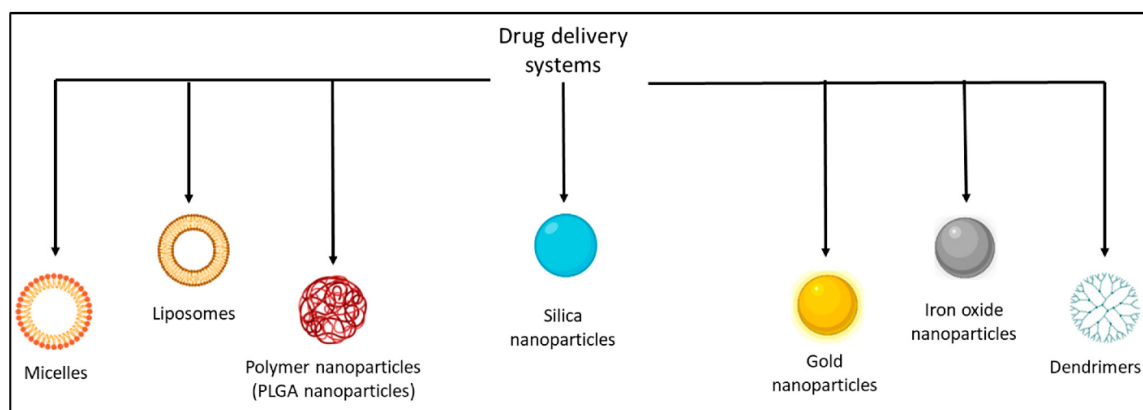 Drug delivery
systems
Micelles
Liposomes
Polymer nanoparticles
(PLGA nanoparticles)
Silica
nanoparticles
Gold
nanoparticles
Iron oxide
nanoparticles
Dendrimers